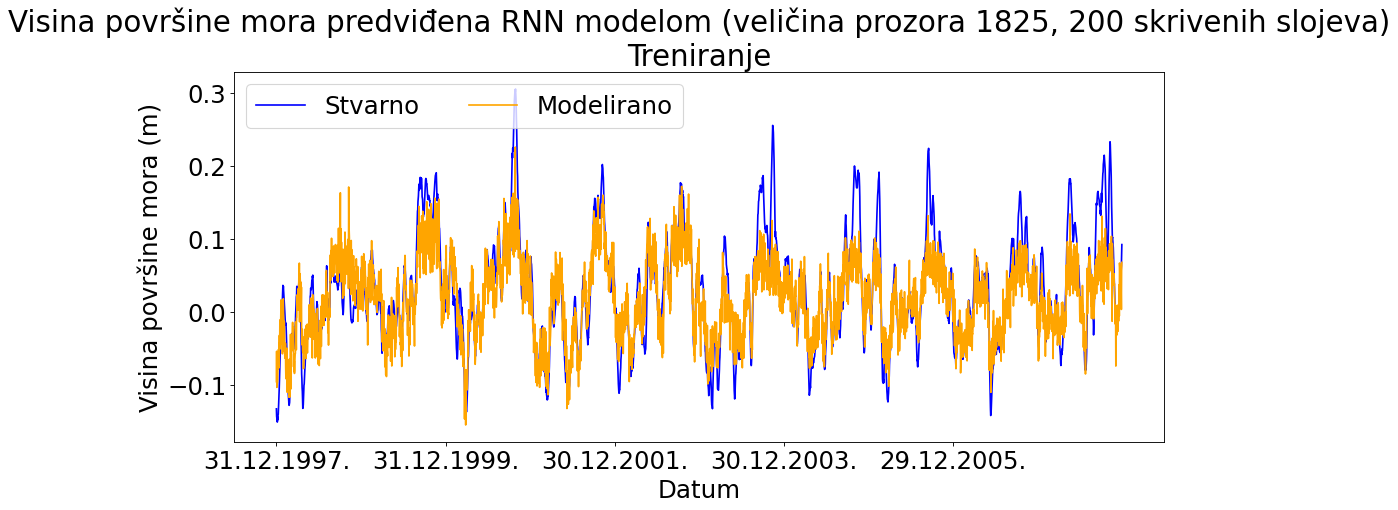 Visina površine mora predviđena RNN modelom (veličina prozora 1825, 200 skrivenih slojeva)
Treniranje
Stvarno
Modelirano
Visina površine mora (m)
0.3
0.2
0.1
0.0
−0.1
31.12.1997.
31.12.1999.
30.12.2001.
30.12.2003.
29.12.2005.
Datum